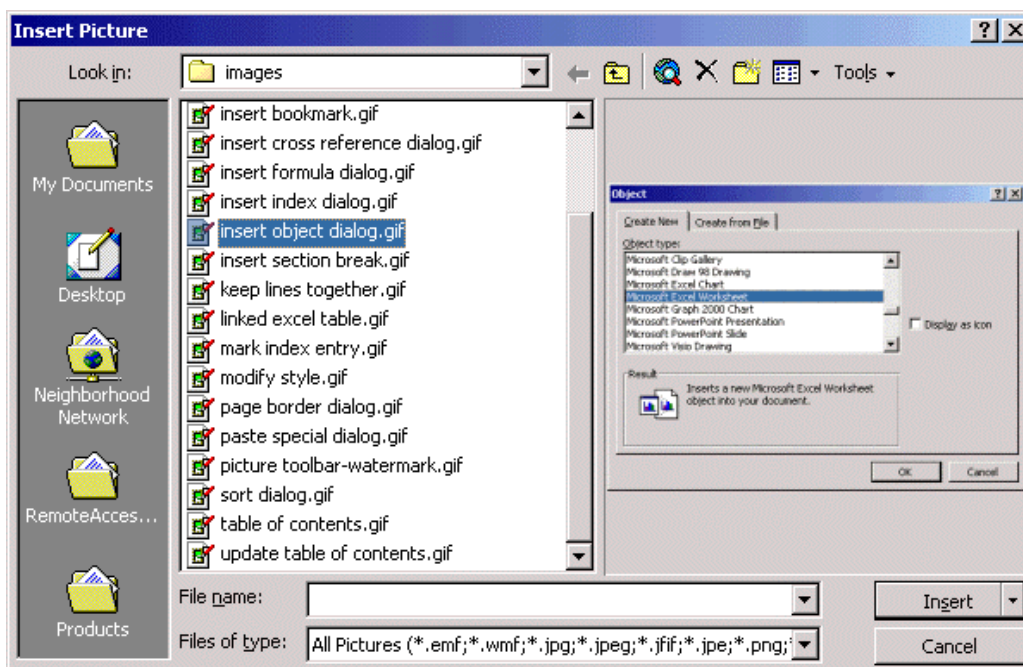 Insert Picture
Look in:
images
Tools
My Documents
Desktop
Neighborhood
Network
RemoteAcces...
Products
insert bookmark.gif
insert cross reference dialog.gif
insert formula dialog.gif
insert index dialog.gif
insert object dialog.gif
insert section break.gif
keep lines together.gif
linked excel table.gif
mark index entry.gif
modify style.gif
page border dialog.gif
paste special dialog.gif
picture toolbar-watermark.gif
sort dialog.gif
table of contents.gif
update table of contents.gif
Object
Create New
Create from File
Object type:
Microsoft Clip Gallery
Microsoft Draw 98 Drawing
Microsoft Excel Chart
Microsoft Excel Worksheet
Microsoft Graph 2000 Chart
Microsoft PowerPoint Presentation
Microsoft PowerPoint Slide
Microsoft Visio Drawing
Display as icon
Result
Inserts a new Microsoft Excel Worksheet
object into your document.
OK
Cancel
File name:
Insert
Files of type:
All Pictures (*.emf;*.wmf;*.jpg;*.jpeg;*.jfif;*.jpe;*.png;
Cancel